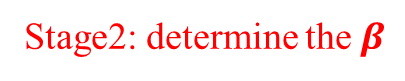 Stage2: determine the β